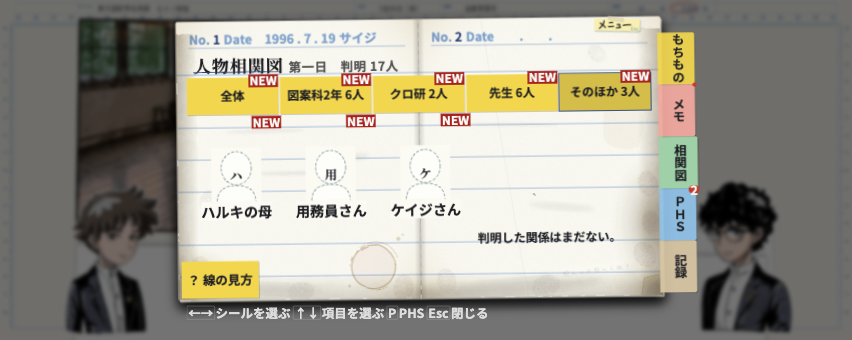 No. 1 Date 1996 . 7 . 19 サイジ
No. 2 Date . .
メニュー
人物相関図 第一日 判明 17人
NEW NEW NEW NEW NEW
全体 図案科2年 6人 クロ研 2人 先生 6人 そのほか 3人
NEW NEW NEW
ハ 用 ケ
ハルキの母 用務員さん ケイジさん
判明した関係はまだない。
? 線の見方
もちもの
メモ
相関図
2
PHS
記録
←→ シールを選ぶ ↑↓ 項目を選ぶ P PHS Esc 閉じる